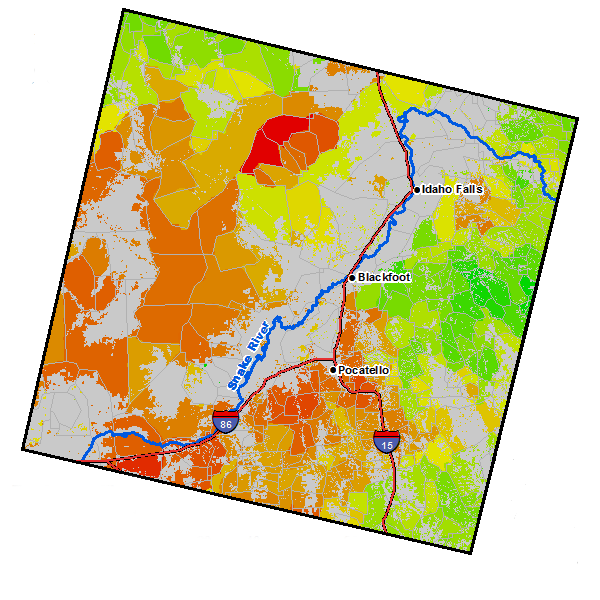 Idaho Falls
Blackfoot
Snake River
Pocatello
86
15